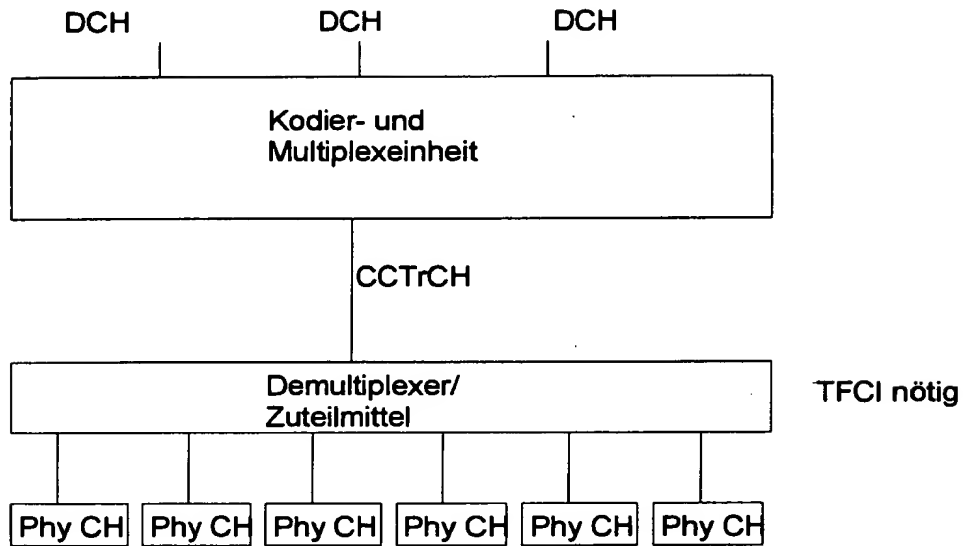 DCH DCH DCH
Kodier- und
Multiplexeinheit
CCTrCH
Demultiplexer/
Zuteilmittel
TFCI nötig
Phy CH Phy CH Phy CH Phy CH Phy CH Phy CH